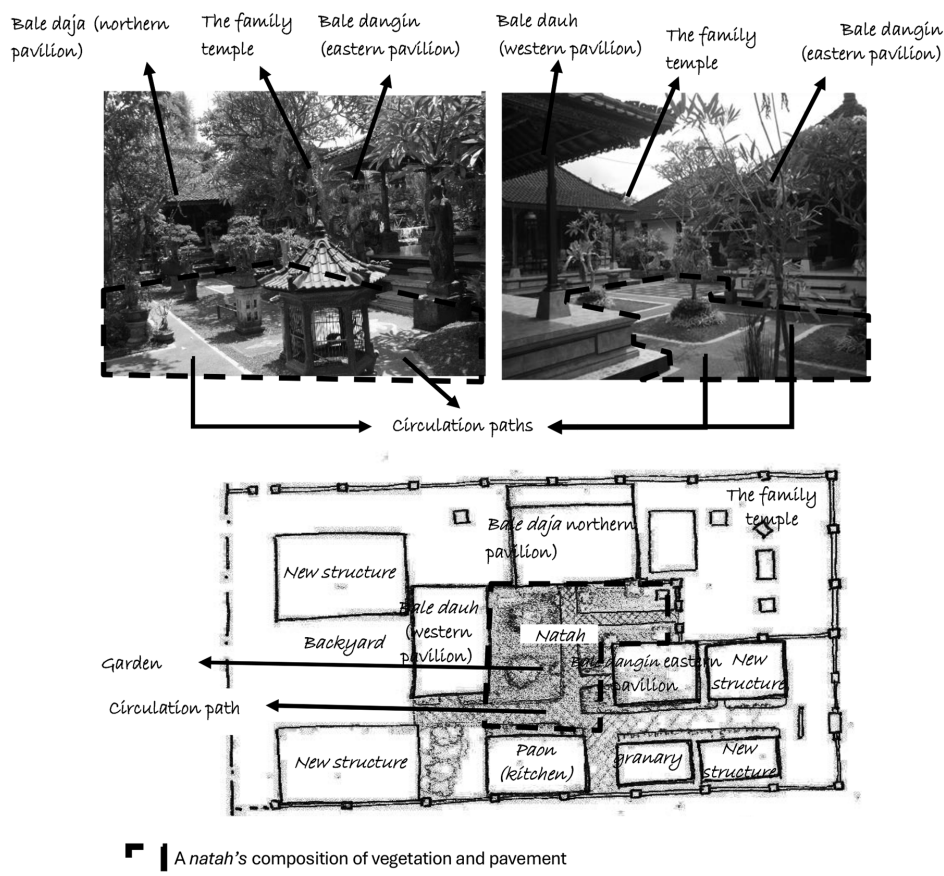 Bale daja (northern
pavilion)
The family
temple
Bale dangin
(eastern pavilion)
Bale dauh
(western pavilion)
The family
temple
Bale dangin
(eastern pavilion)
Circulation paths
The family
temple
Bale daja northern
pavilion)
New structure
Bale dauh
(western
pavilion)
Natah
Backyard
Garden
Bale dangin eastern
pavilion
New
structure
Circulation path
New structure
Paon
(kitchen)
granary
New
structure
A natah's composition of vegetation and pavement